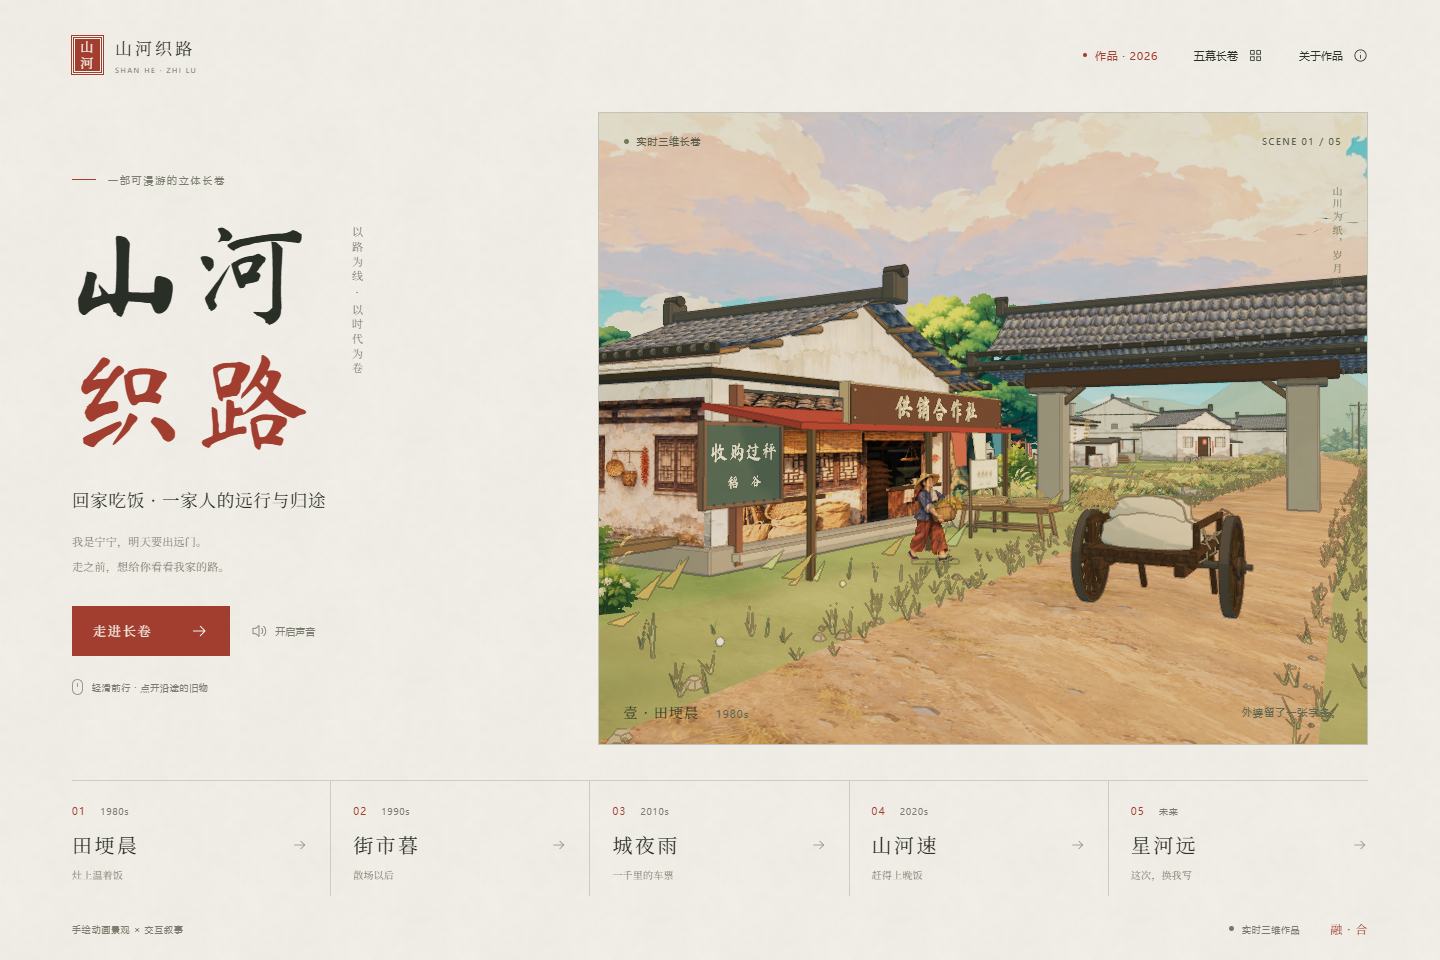 山河
山河织路
SHAN HE · ZHI LU
作品 · 2026
五幕长卷
关于作品
一部可漫游的立体长卷
山河
织路
以路为线·以时代为卷
回家吃饭 · 一家人的远行与归途
我是宁宁，明天要出远门。
走之前，想给你看看我家的路。
走进长卷
开启声音
轻滑前行 · 点开沿途的旧物
实时三维长卷
SCENE 01 / 05
山川为纸，岁月
供销合作社
收购过秤
稻谷
壹 · 田埂晨 1980s
外婆留了一张字条
01 1980s
田埂晨
灶上温着饭
02 1990s
街市暮
散场以后
03 2010s
城夜雨
一千里的车票
04 2020s
山河速
赶得上晚饭
05 未来
星河远
这次，换我写
手绘动画景观 × 交互叙事
实时三维作品
融 · 合